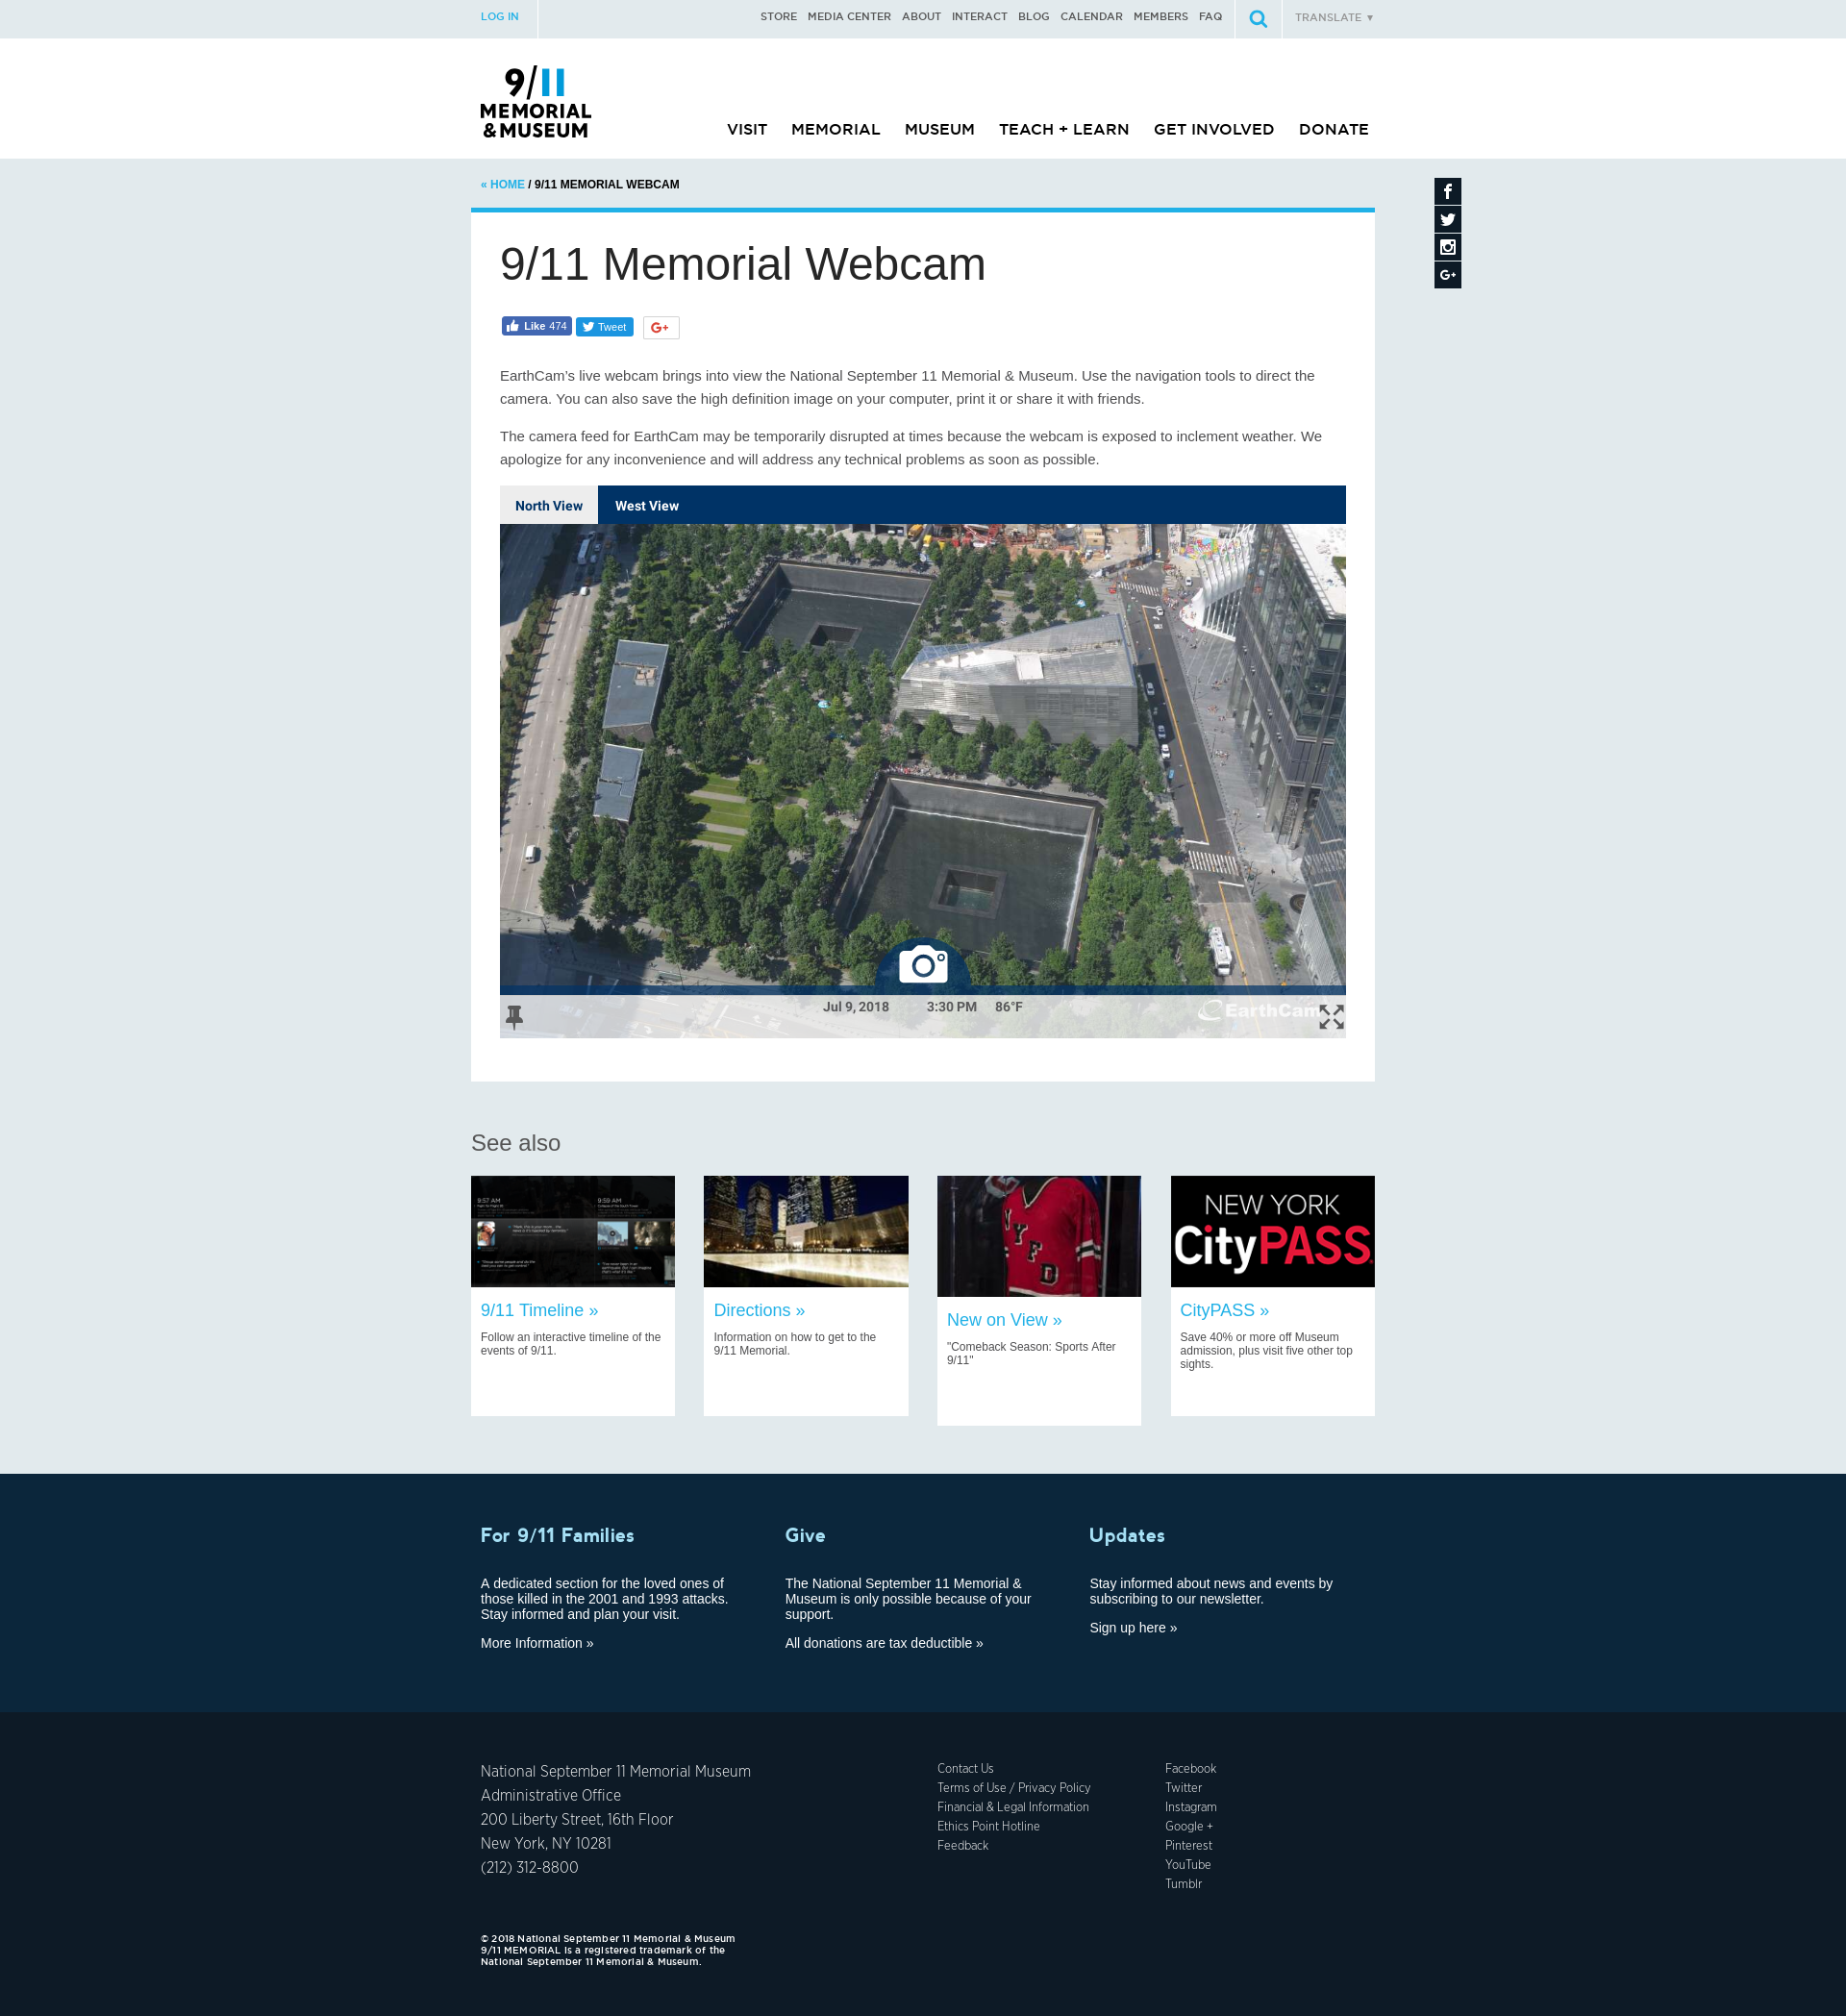 LOG IN
STORE MEDIA CENTER ABOUT INTERACT BLOG CALENDAR MEMBERS FAQ
TRANSLATE ▼
9/11
MEMORIAL
& MUSEUM
VISIT MEMORIAL MUSEUM TEACH + LEARN GET INVOLVED DONATE
« HOME / 9/11 MEMORIAL WEBCAM
9/11 Memorial Webcam
Like 474
Tweet
G+
EarthCam's live webcam brings into view the National September 11 Memorial & Museum. Use the navigation tools to direct the
camera. You can also save the high definition image on your computer, print it or share it with friends.
The camera feed for EarthCam may be temporarily disrupted at times because the webcam is exposed to inclement weather. We
apologize for any inconvenience and will address any technical problems as soon as possible.
North View West View
Jul 9, 2018 3:30 PM 86°F
EarthCam
See also
9:57 AM
9:59 AM
NYFD
NEW YORK
CityPASS
9/11 Timeline »
Follow an interactive timeline of the
events of 9/11.
Directions »
Information on how to get to the
9/11 Memorial.
New on View »
"Comeback Season: Sports After
9/11"
CityPASS »
Save 40% or more off Museum
admission, plus visit five other top
sights.
For 9/11 Families
A dedicated section for the loved ones of
those killed in the 2001 and 1993 attacks.
Stay informed and plan your visit.
More Information »
Give
The National September 11 Memorial &
Museum is only possible because of your
support.
All donations are tax deductible »
Updates
Stay informed about news and events by
subscribing to our newsletter.
Sign up here »
National September 11 Memorial Museum
Administrative Office
200 Liberty Street, 16th Floor
New York, NY 10281
(212) 312-8800
Contact Us
Terms of Use / Privacy Policy
Financial & Legal Information
Ethics Point Hotline
Feedback
Facebook
Twitter
Instagram
Google +
Pinterest
YouTube
Tumblr
© 2018 National September 11 Memorial & Museum
9/11 MEMORIAL is a registered trademark of the
National September 11 Memorial & Museum.